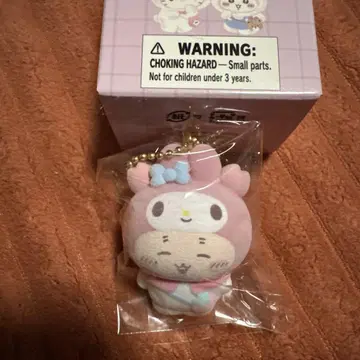 WARNING:
CHOKING HAZARD — Small parts.
Not for children under 3 years.